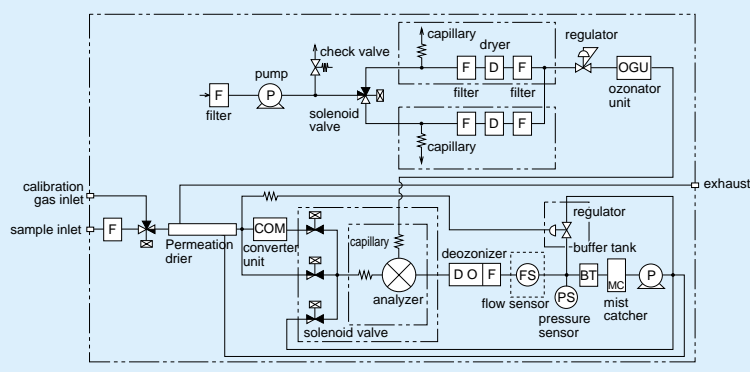 capillary
regulator
check valve
dryer
pump
F
D
F
OGU
F
P
filter
filter
filter
solenoid
valve
ozonator
unit
F
D
F
capillary
calibration
gas inlet
exhaust
sample inlet
F
COM
regulator
Permeation
drier
converter
unit
capillary
deozonizer
buffer tank
D O
F
FS
BT
MC
P
analyzer
flow sensor
PS
mist
catcher
solenoid valve
pressure
sensor